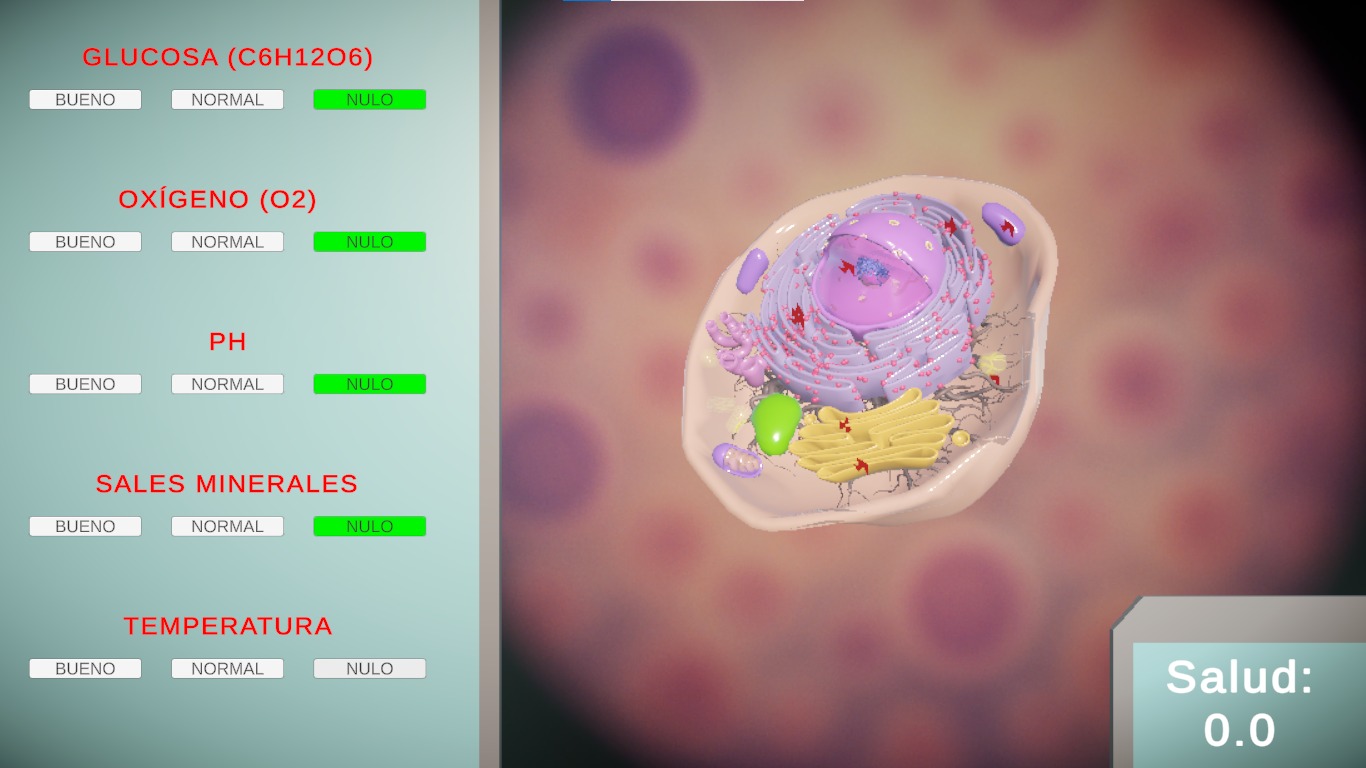 GLUCOSA (C6H12O6)
BUENO NORMAL NULO
OXÍGENO (O2)
BUENO NORMAL NULO
PH
BUENO NORMAL NULO
SALES MINERALES
BUENO NORMAL NULO
TEMPERATURA
BUENO NORMAL NULO
Salud:
0.0